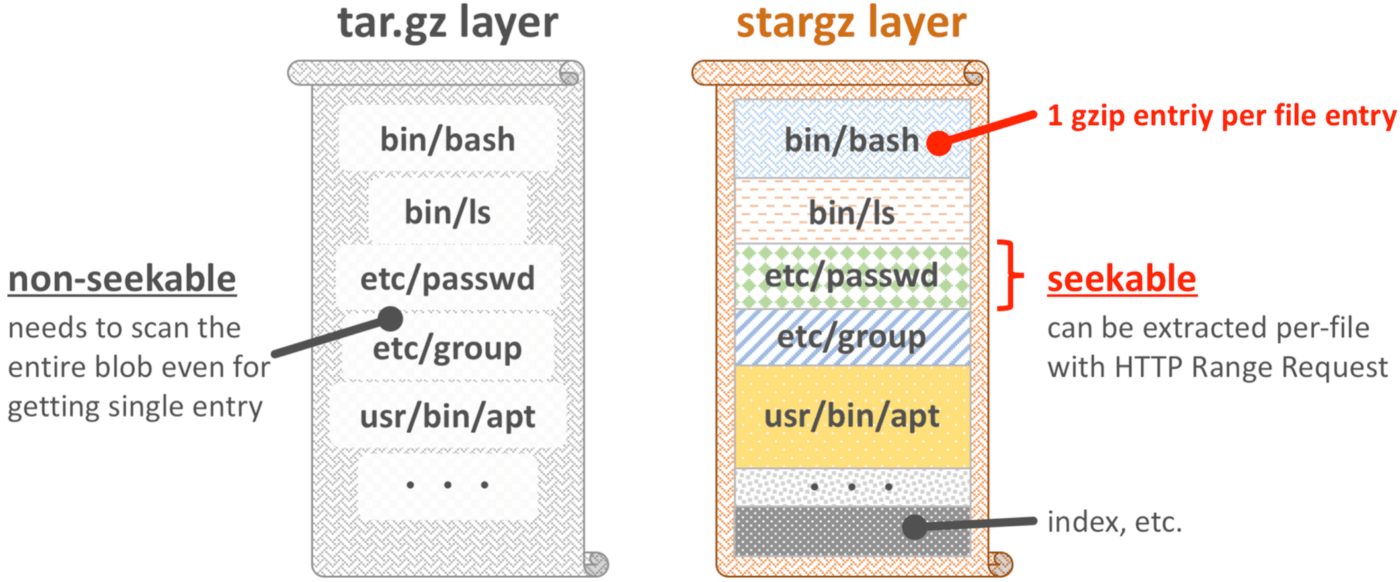 tar.gz layer
bin/bash
bin/ls
etc/passwd
etc/group
usr/bin/apt
. . .
non-seekable
needs to scan the
entire blob even for
getting single entry
stargz layer
bin/bash
bin/ls
etc/passwd
etc/group
usr/bin/apt
. . .
1 gzip entriy per file entry
seekable
can be extracted per-file
with HTTP Range Request
index, etc.